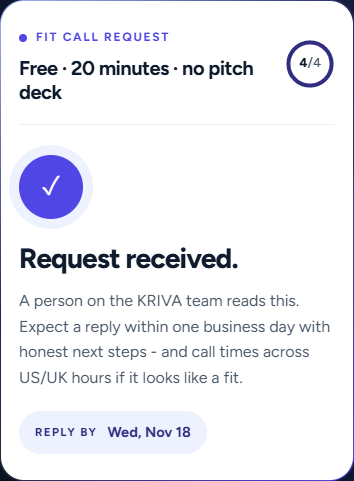 FIT CALL REQUEST
Free · 20 minutes · no pitch
deck
4/4
Request received.
A person on the KRIVA team reads this.
Expect a reply within one business day with
honest next steps - and call times across
US/UK hours if it looks like a fit.
REPLY BY Wed, Nov 18